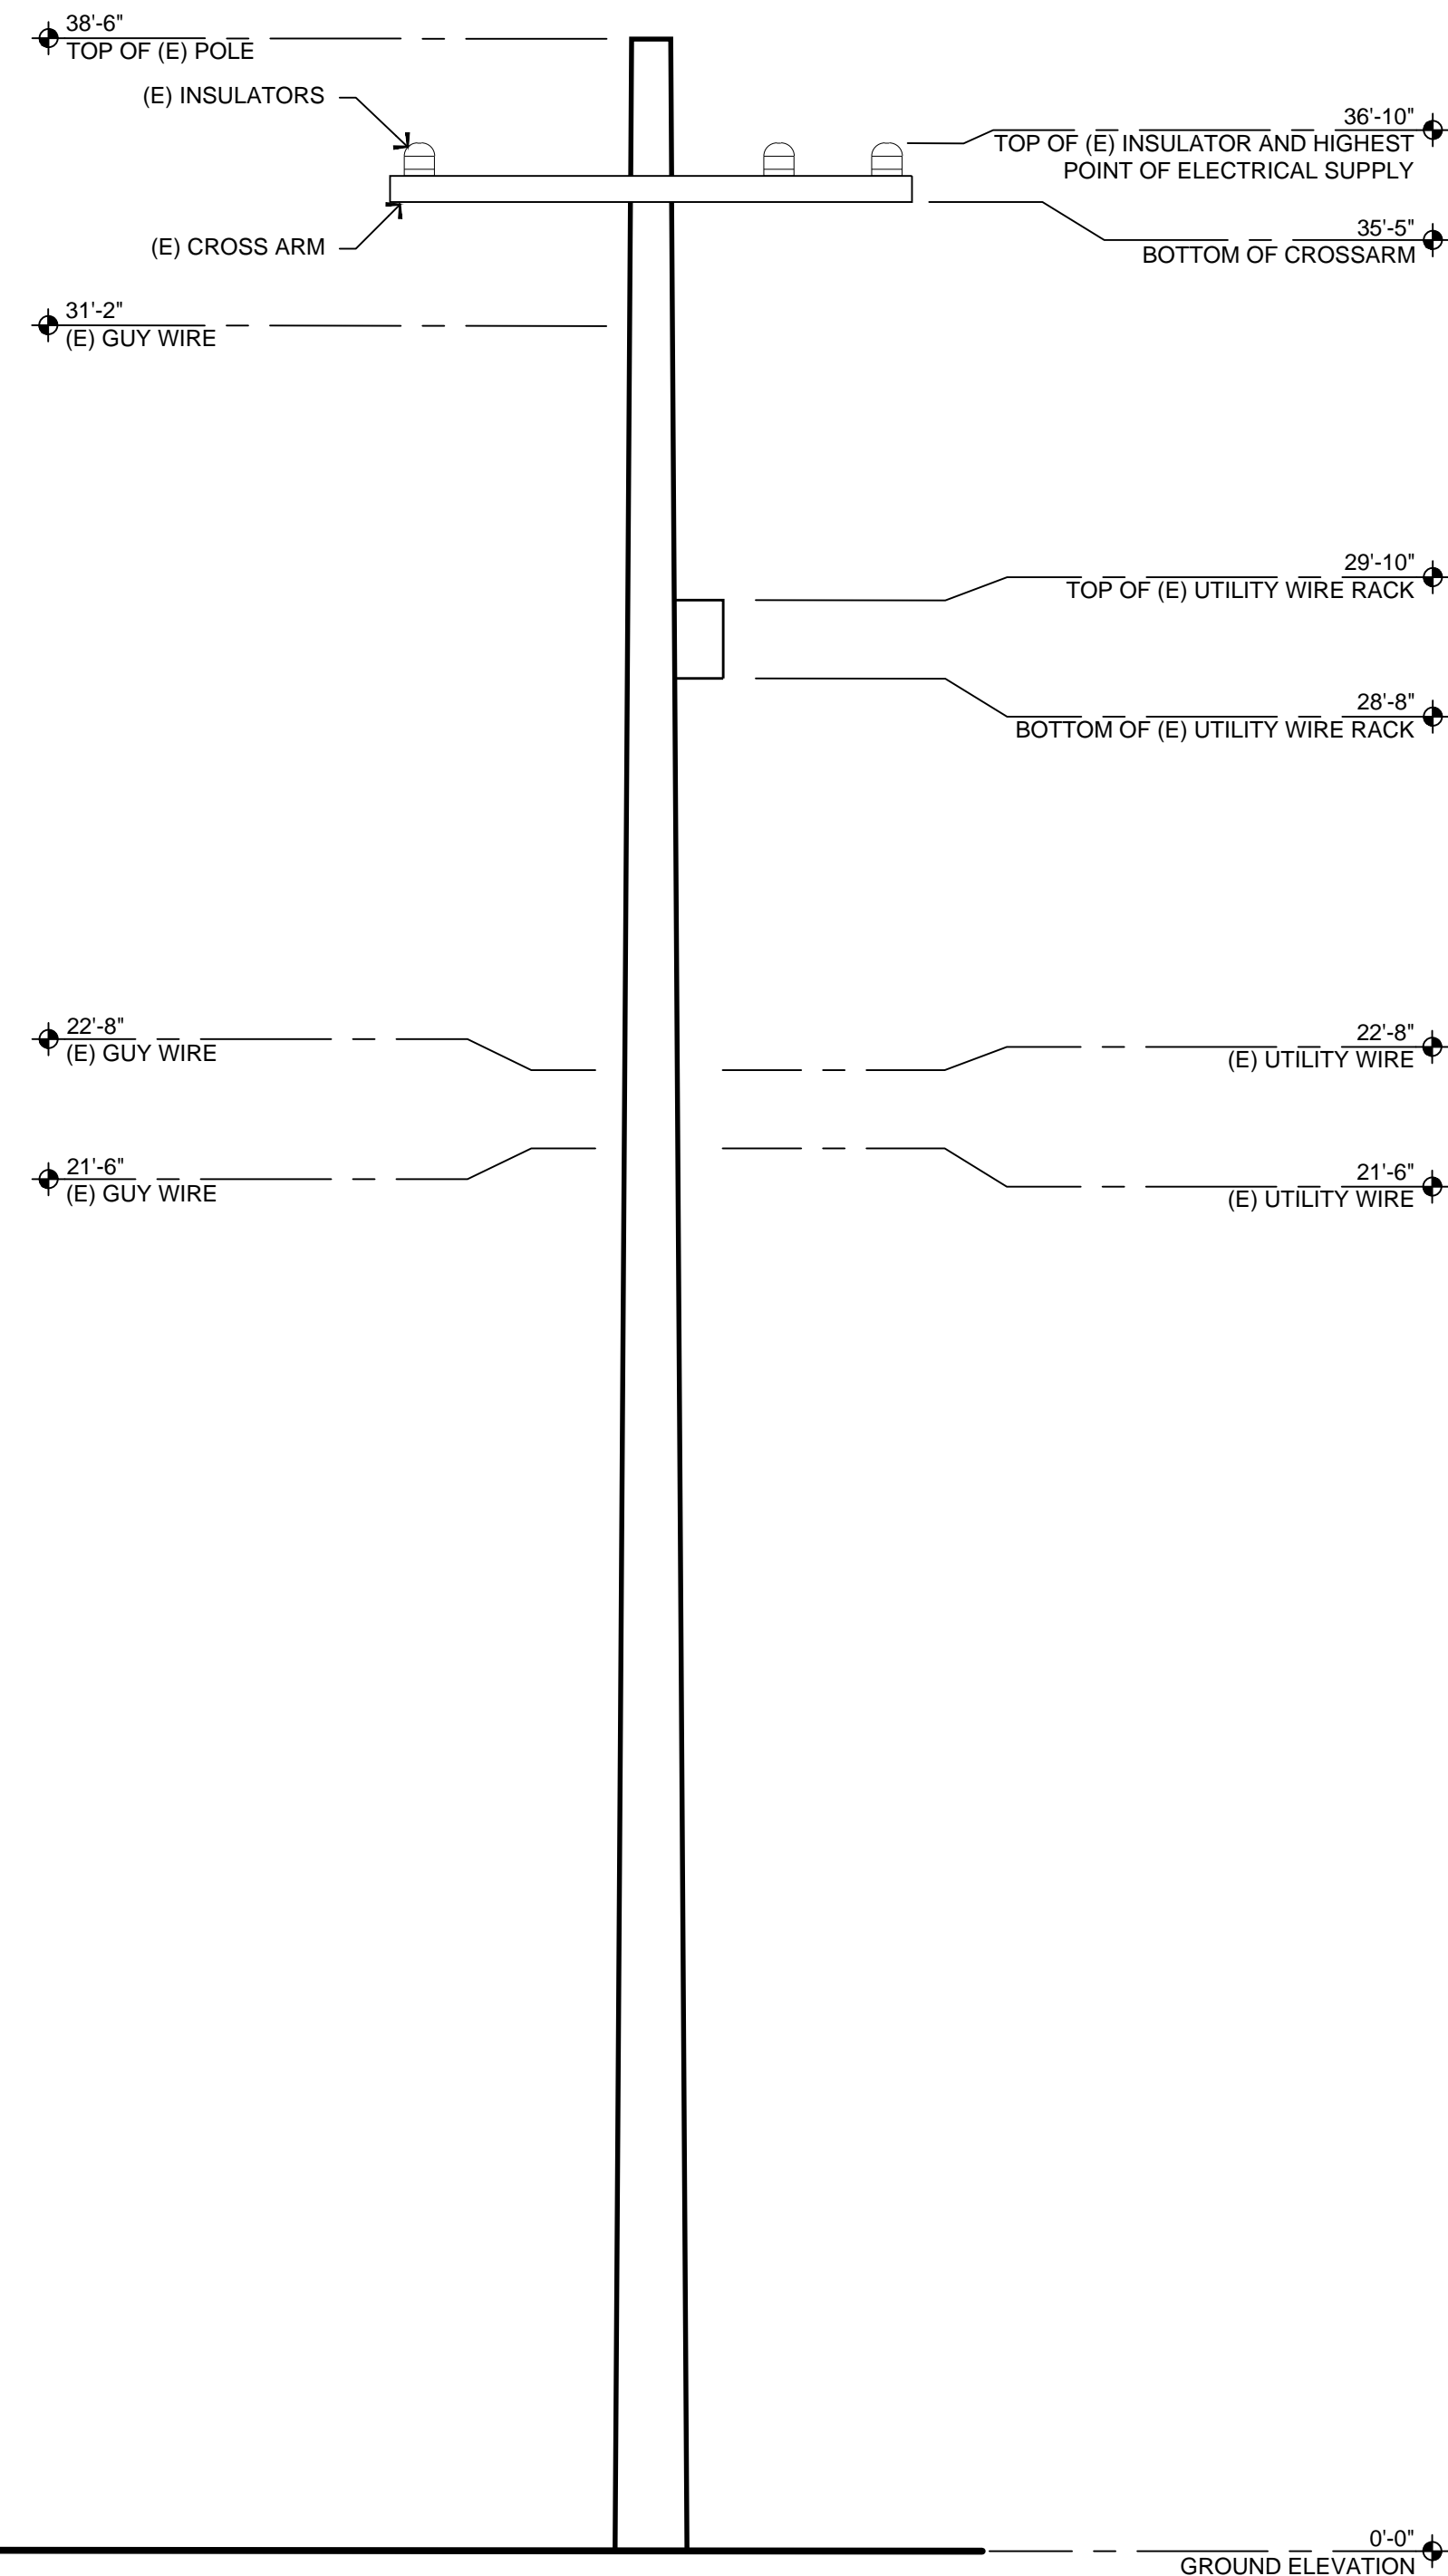 38'-6"
TOP OF (E) POLE
(E) INSULATORS
36'-10"
TOP OF (E) INSULATOR AND HIGHEST
POINT OF ELECTRICAL SUPPLY
35'-5"
BOTTOM OF CROSSARM
(E) CROSS ARM
31'-2"
(E) GUY WIRE
29'-10"
TOP OF (E) UTILITY WIRE RACK
28'-8"
BOTTOM OF (E) UTILITY WIRE RACK
22'-8"
(E) GUY WIRE
22'-8"
(E) UTILITY WIRE
21'-6"
(E) GUY WIRE
21'-6"
(E) UTILITY WIRE
0'-0"
GROUND ELEVATION